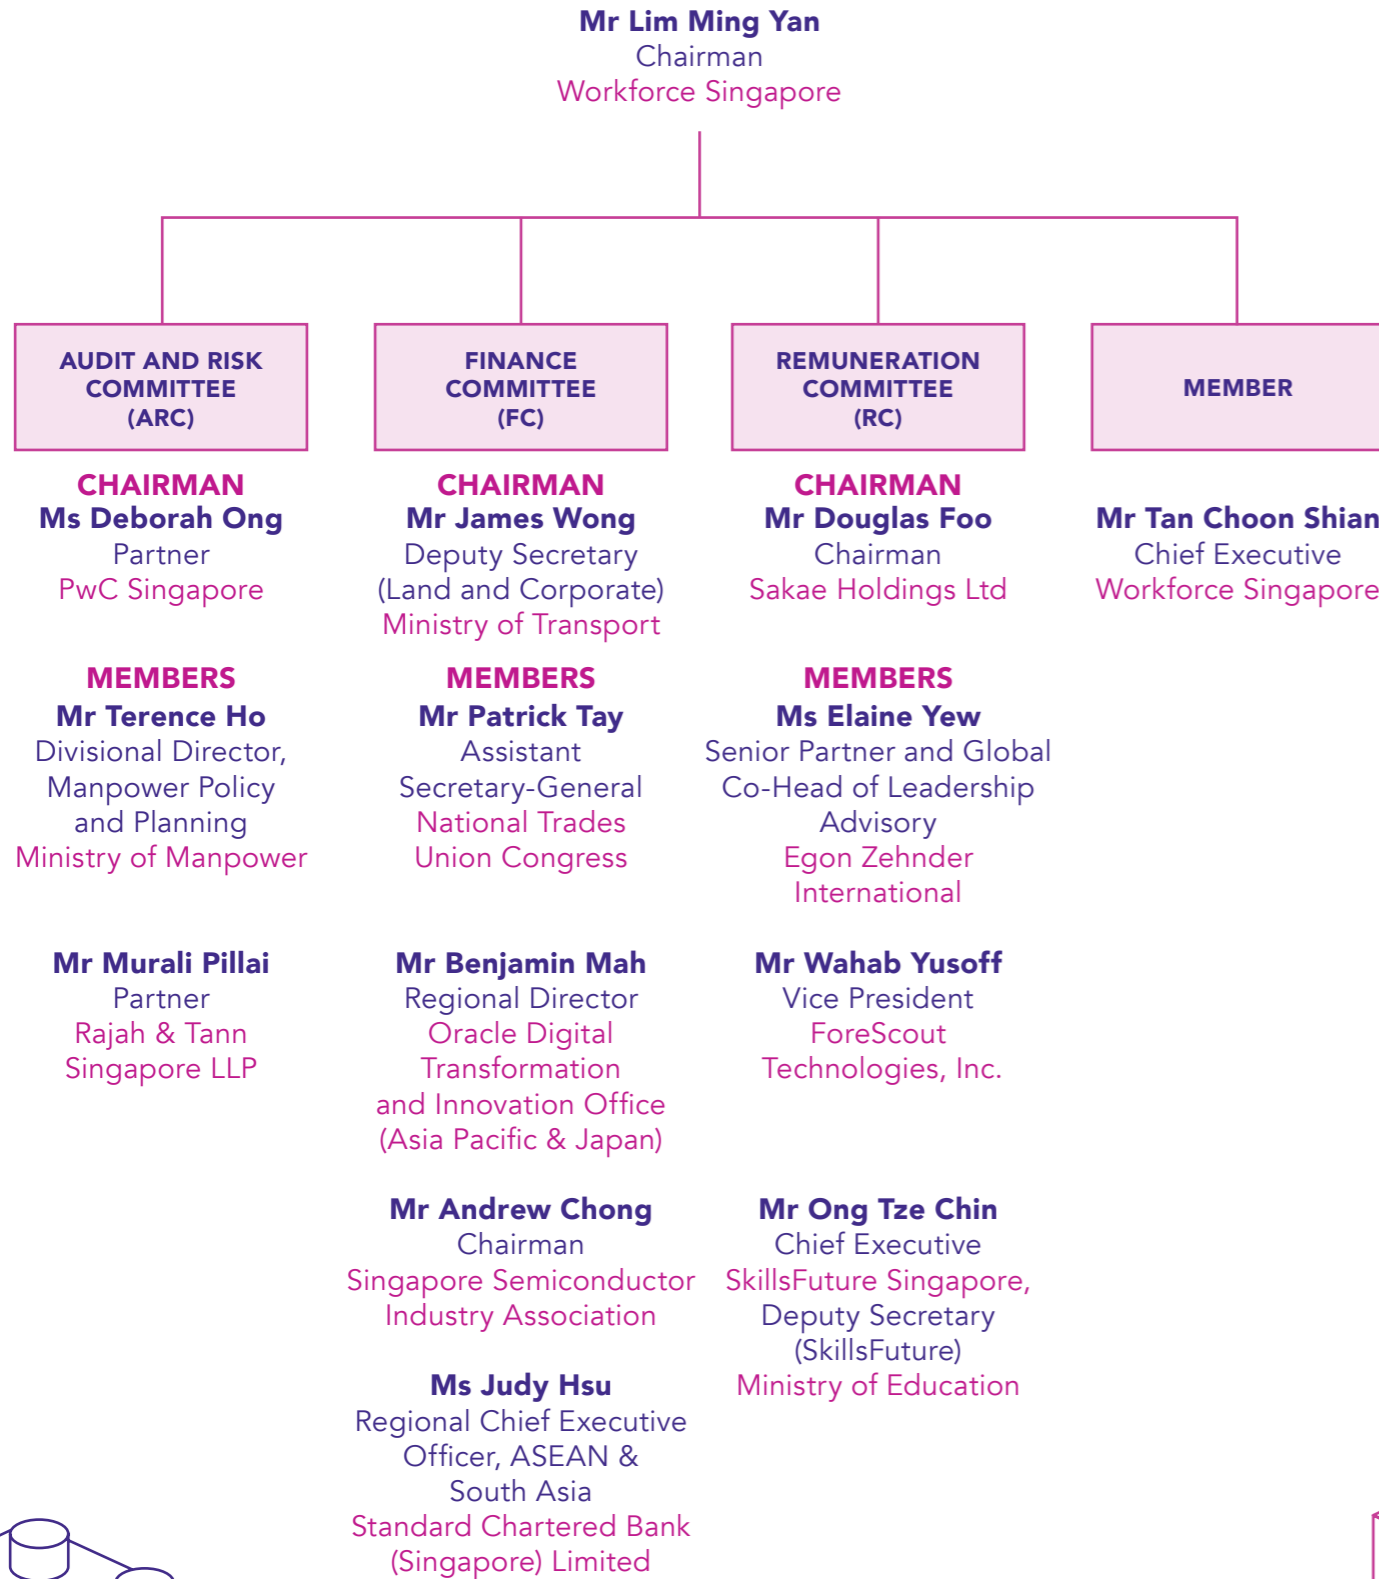 Mr Lim Ming Yan
Chairman
Workforce Singapore
AUDIT AND RISK
COMMITTEE
(ARC)
CHAIRMAN
Ms Deborah Ong
Partner
PwC Singapore
MEMBERS
Mr Terence Ho
Divisional Director,
Manpower Policy
and Planning
Ministry of Manpower
Mr Murali Pillai
Partner
Rajah & Tann
Singapore LLP
FINANCE
COMMITTEE
(FC)
CHAIRMAN
Mr James Wong
Deputy Secretary
(Land and Corporate)
Ministry of Transport
MEMBERS
Mr Patrick Tay
Assistant
Secretary-General
National Trades
Union Congress
Mr Benjamin Mah
Regional Director
Oracle Digital
Transformation
and Innovation Office
(Asia Pacific & Japan)
Mr Andrew Chong
Chairman
Singapore Semiconductor
Industry Association
Ms Judy Hsu
Regional Chief Executive
Officer, ASEAN &
South Asia
Standard Chartered Bank
(Singapore) Limited
REMUNERATION
COMMITTEE
(RC)
CHAIRMAN
Mr Douglas Foo
Chairman
Sakae Holdings Ltd
MEMBERS
Ms Elaine Yew
Senior Partner and Global
Co-Head of Leadership
Advisory
Egon Zehnder
International
Mr Wahab Yusoff
Vice President
ForeScout
Technologies, Inc.
Mr Ong Tze Chin
Chief Executive
SkillsFuture Singapore,
Deputy Secretary
(SkillsFuture)
Ministry of Education
MEMBER
Mr Tan Choon Shian
Chief Executive
Workforce Singapore